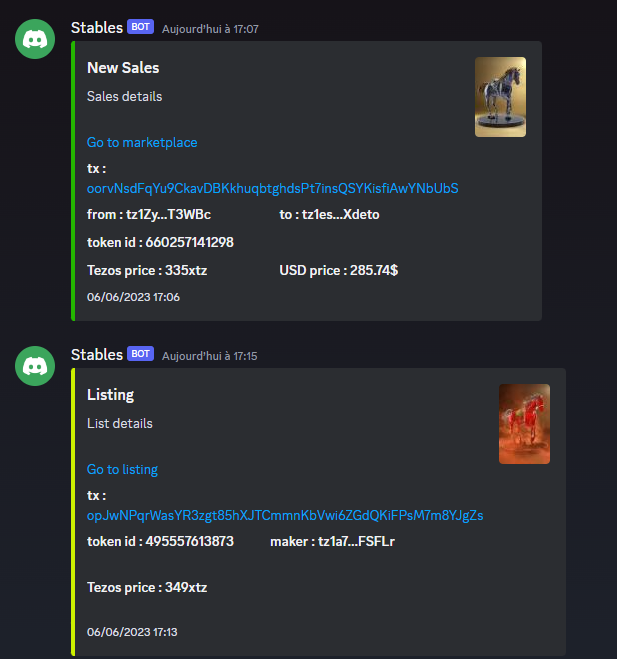 Stables BOT Aujourd'hui à 17:07
New Sales
Sales details
Go to marketplace
tx :
oorvNsdFqYu9CkavDBKkhuqbtghdsPt7insQSYKisfiAwYNbUbS
from : tz1Zy...T3WBc to : tz1es...Xdeto
token id : 660257141298
Tezos price : 335xtz USD price : 285.74$
06/06/2023 17:06
Stables BOT Aujourd'hui à 17:15
Listing
List details
Go to listing
tx :
opJwNPqrWasYR3zgt85hXJTCmmnKbVwi6ZGdQKiFPsM7m8YJgZs
token id : 495557613873 maker : tz1a7...FSFLr
Tezos price : 349xtz
06/06/2023 17:13